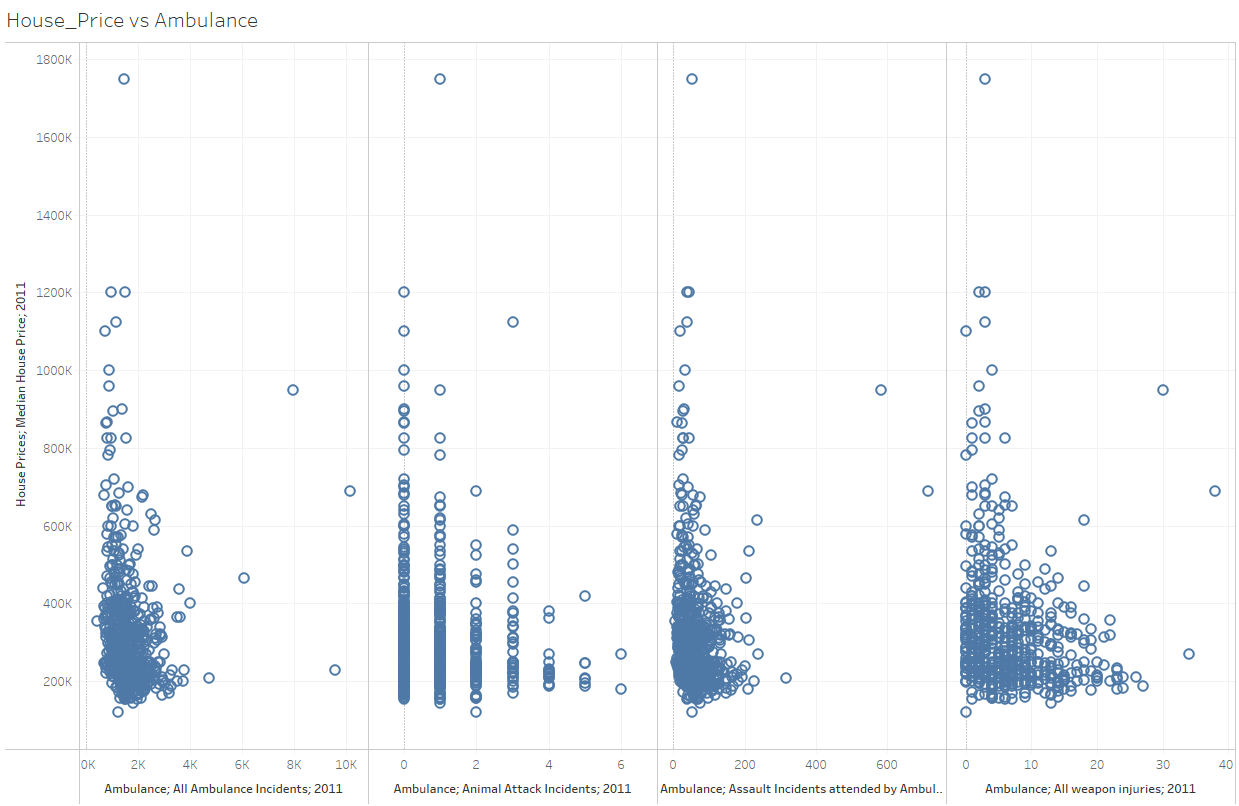 House_Price vs Ambulance
1800K
1600K
1400K
1200K
1000K
800K
600K
400K
200K
House Prices; Median House Price; 2011
0K 2K 4K 6K 8K 10K
0 2 4 6
0 200 400 600
0 10 20 30 40
Ambulance; All Ambulance Incidents; 2011
Ambulance; Animal Attack Incidents; 2011
Ambulance; Assault Incidents attended by Ambul..
Ambulance; All weapon injuries; 2011